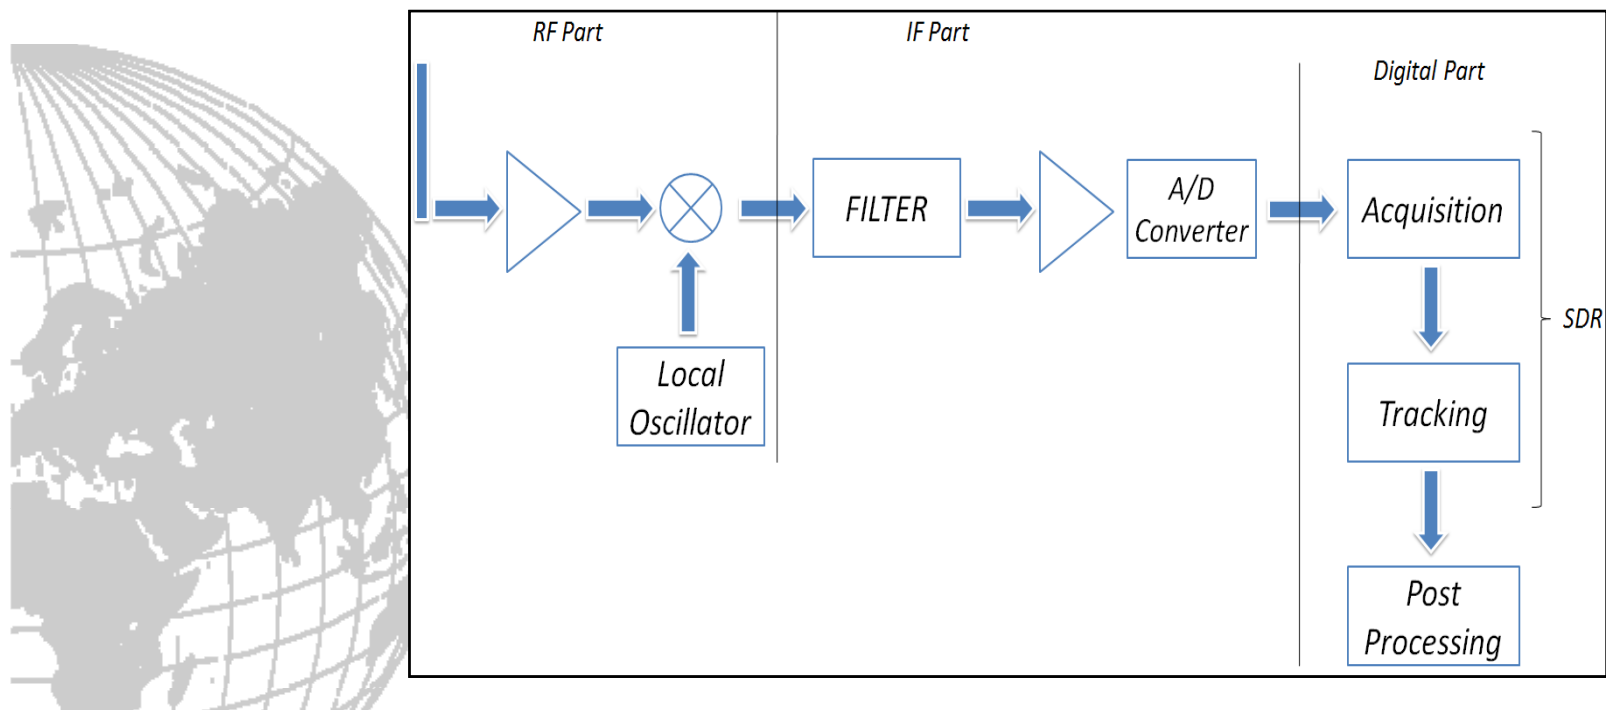 RF Part
IF Part
Digital Part
FILTER
A/D
Converter
Acquisition
SDR
Local
Oscillator
Tracking
Post
Processing